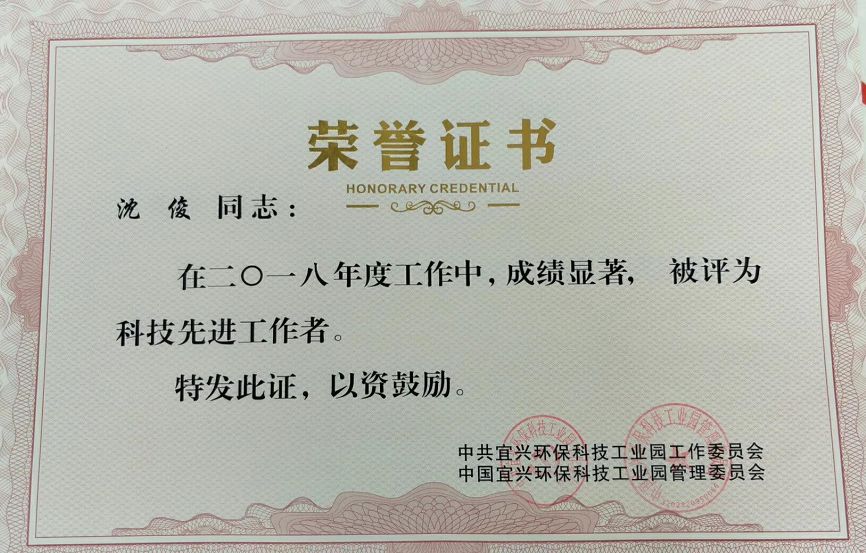 荣誉证书
HONORARY CREDENTIAL
沈 俊 同志：
在二〇一八年度工作中，成绩显著， 被评为
科技先进工作者。
特发此证，以资鼓励。
中共宜兴环保科技工业园工作委员会
中国宜兴环保科技工业园管理委员会